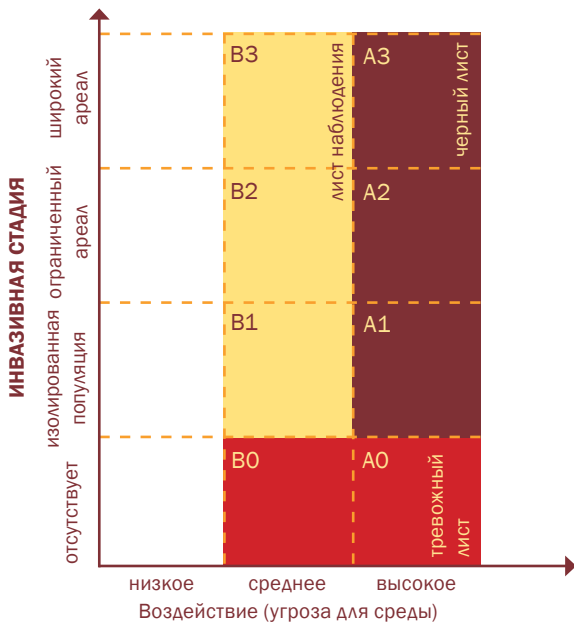 ИНВАЗИВНАЯ СТАДИЯ
широкий
ареал
ограниченный
ареал
изолированная
популяция
отсутствует
B3
лист наблюдения
A3
черный лист
B2
A2
B1
A1
B0
A0
тревожный
лист
низкое
среднее
высокое
Воздействие (угроза для среды)